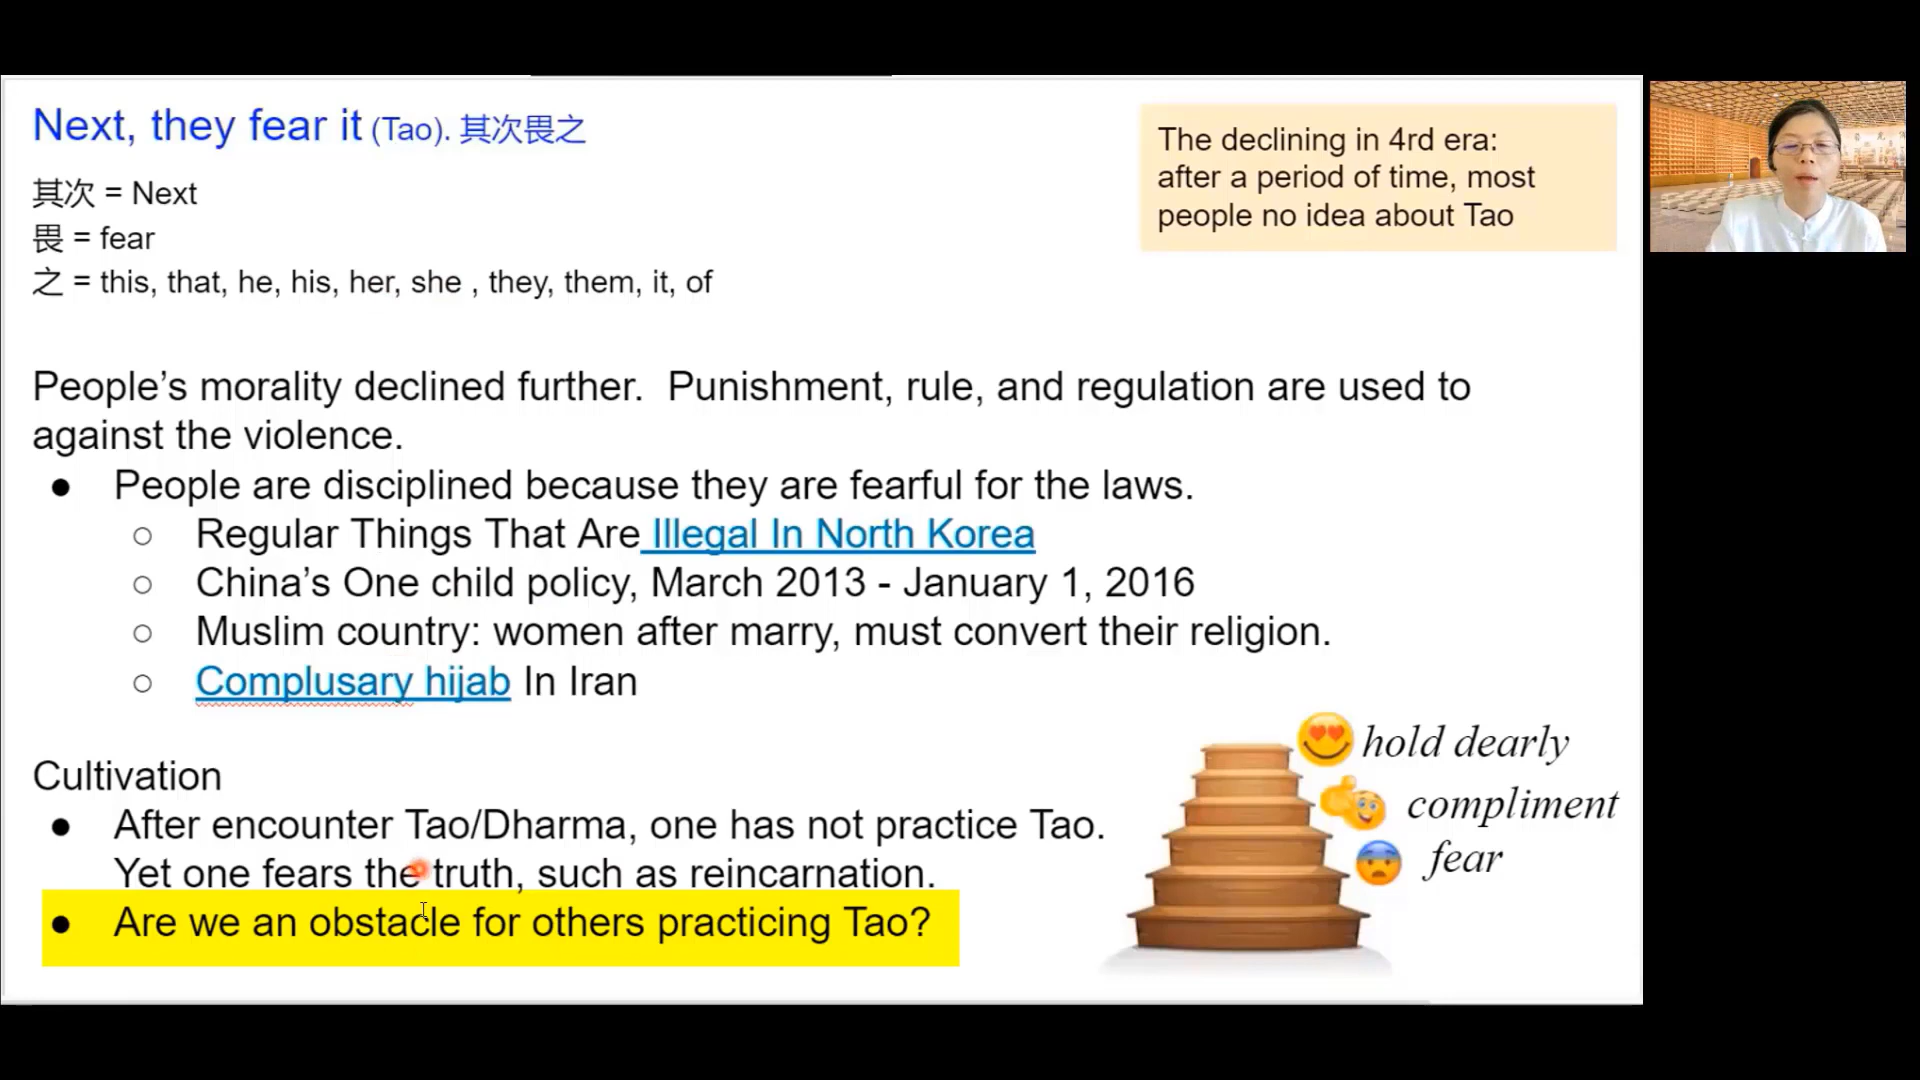 Next, they fear it (Tao). 其次畏之
其次 = Next
畏 = fear
之 = this, that, he, his, her, she , they, them, it, of
The declining in 4rd era:
after a period of time, most
people no idea about Tao
People’s morality declined further.  Punishment, rule, and regulation are used to
against the violence.
● People are disciplined because they are fearful for the laws.
○ Regular Things That Are Illegal In North Korea
○ China’s One child policy, March 2013 - January 1, 2016
○ Muslim country: women after marry, must convert their religion.
○ Complusary hijab In Iran
Cultivation
● After encounter Tao/Dharma, one has not practice Tao.
Yet one fears the truth, such as reincarnation.
● Are we an obstacle for others practicing Tao?
hold dearly
compliment
fear